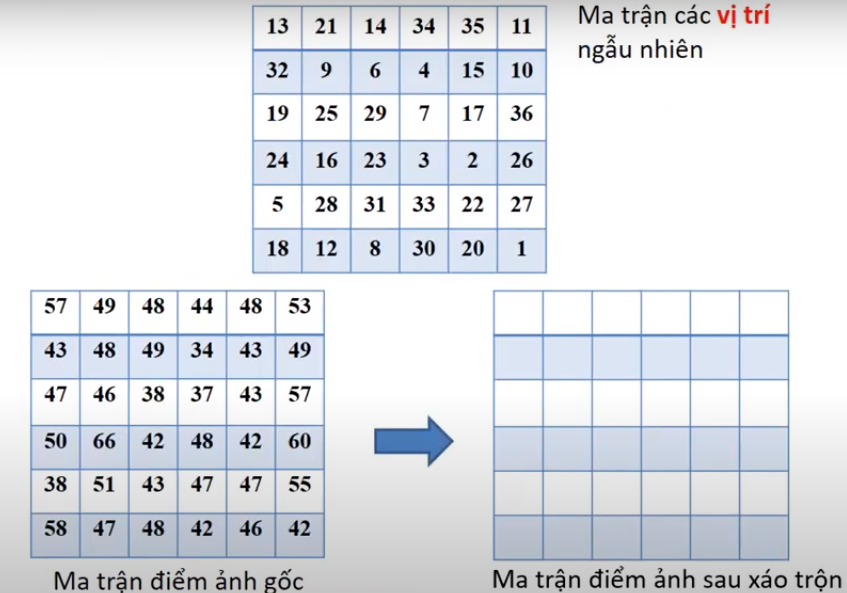 13 21 14 34 35 11
32 9 6 4 15 10
19 25 29 7 17 36
24 16 23 3 2 26
5 28 31 33 22 27
18 12 8 30 20 1
Ma trận các vị trí
ngẫu nhiên
57 49 48 44 48 53
43 48 49 34 43 49
47 46 38 37 43 57
50 66 42 48 42 60
38 51 43 47 47 55
58 47 48 42 46 42
Ma trận điểm ảnh gốc
Ma trận điểm ảnh sau xáo trộn